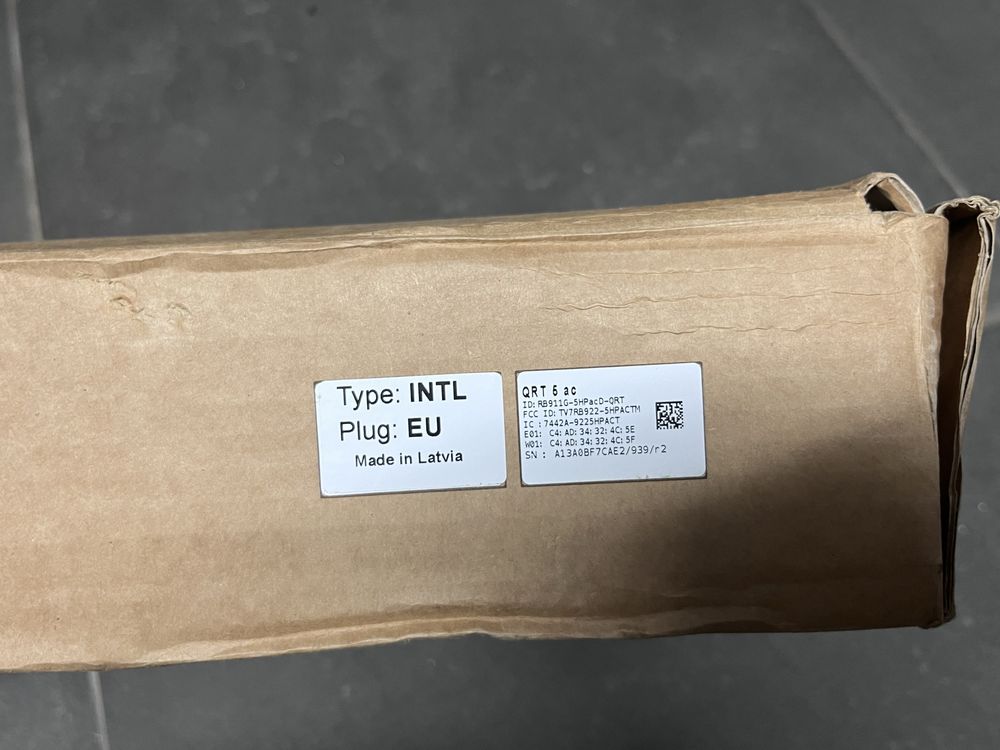 Type: INTL
Plug: EU
Made in Latvia
QRT 5 ac
ID: RB911G-5HPacD-QRT
FCC ID: TV7RB922-5HPACTM
IC : 7442A-9225HPACT
E01: C4: AD: 34: 32: 4C: 5E
W01: C4: AD: 34: 32: 4C: 5F
SN : A13A0BF7CAE2/939/r2